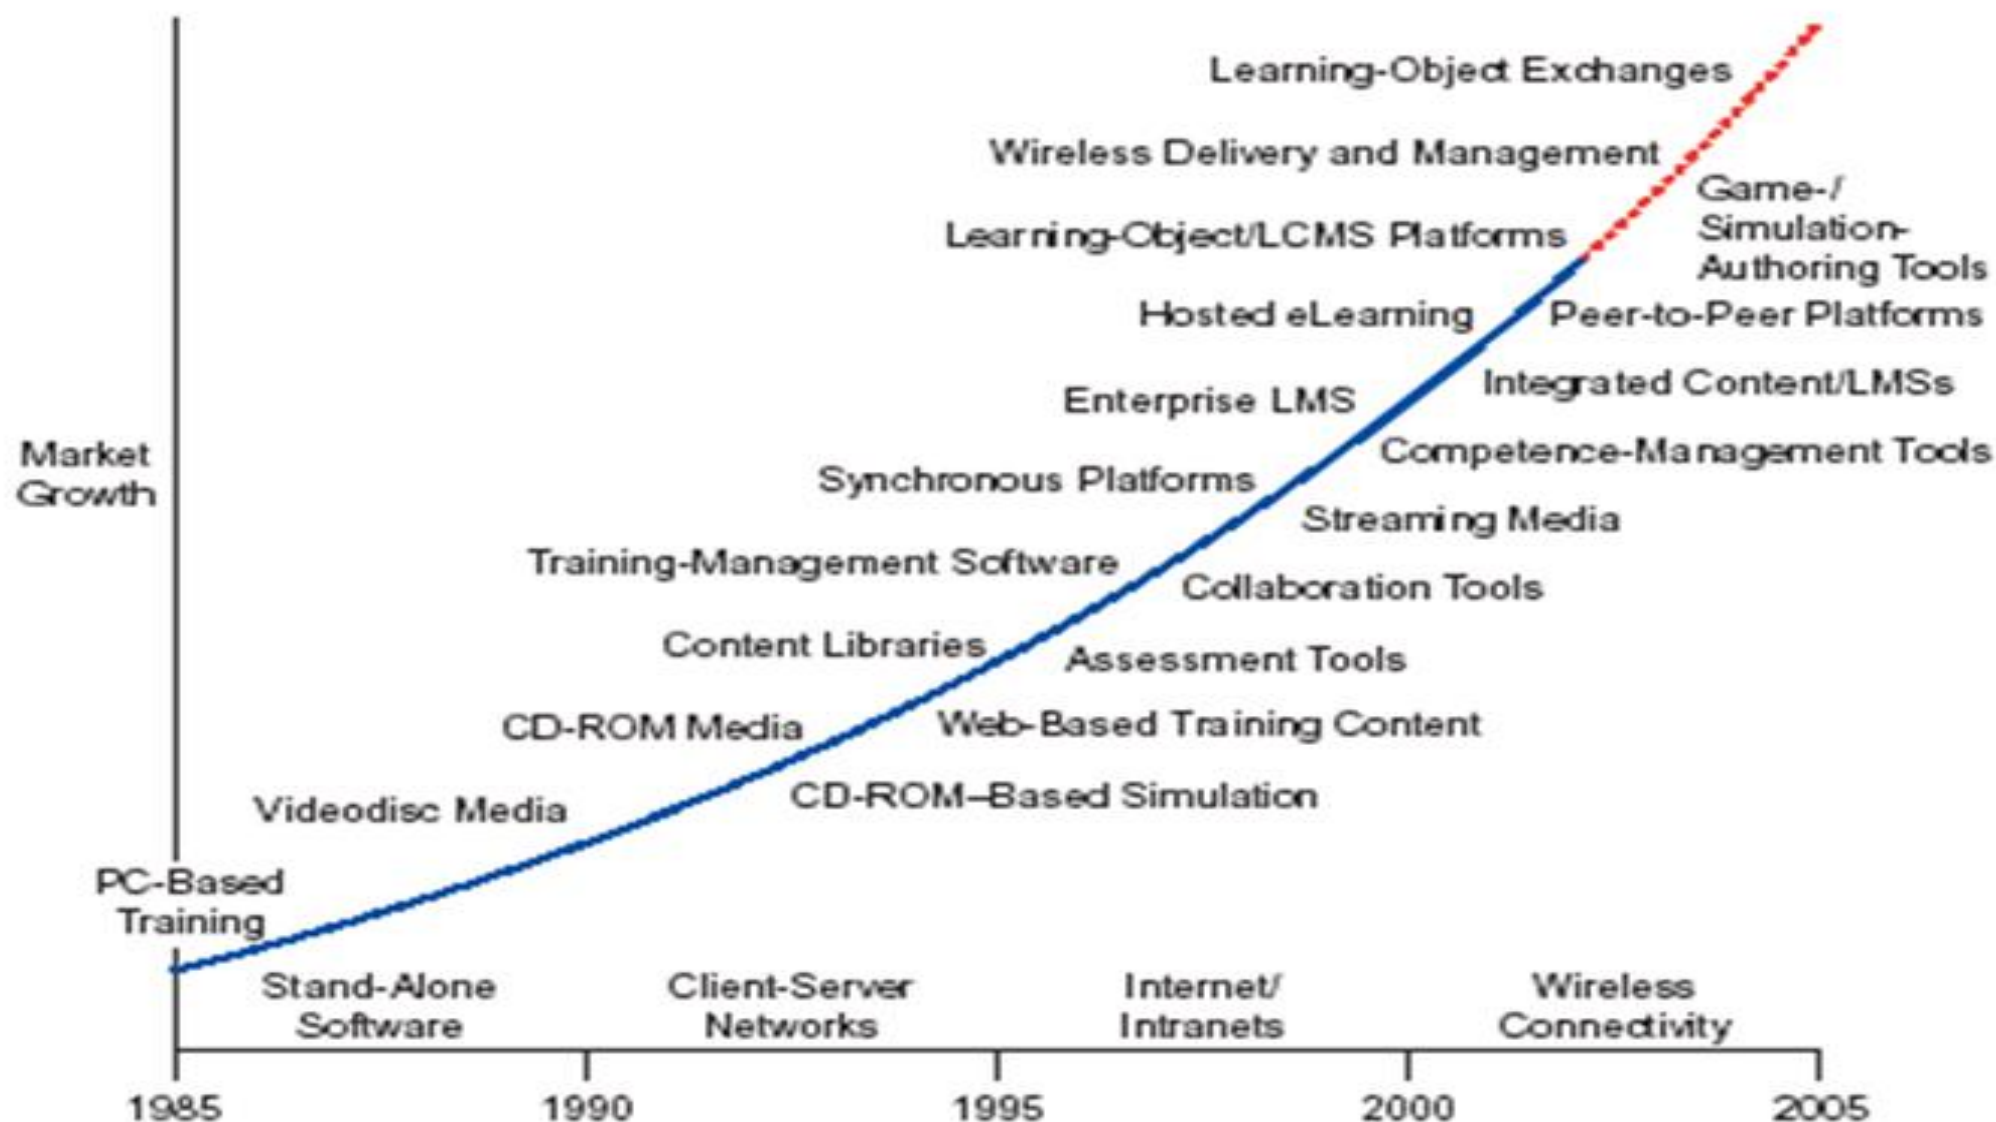 Learning-Object Exchanges
Wireless Delivery and Management
Game-/
Simulation-
Authoring Tools
Learning-Object/LCMS Platforms
Hosted eLearning
Peer-to-Peer Platforms
Integrated Content/LMSs
Enterprise LMS
Competence-Management Tools
Market
Growth
Synchronous Platforms
Streaming Media
Training-Management Software
Collaboration Tools
Content Libraries
Assessment Tools
CD-ROM Media
Web-Based Training Content
Videodisc Media
CD-ROM–Based Simulation
PC-Based
Training
Stand-Alone
Software
Client-Server
Networks
Internet/
Intranets
Wireless
Connectivity
1985
1990
1995
2000
2005